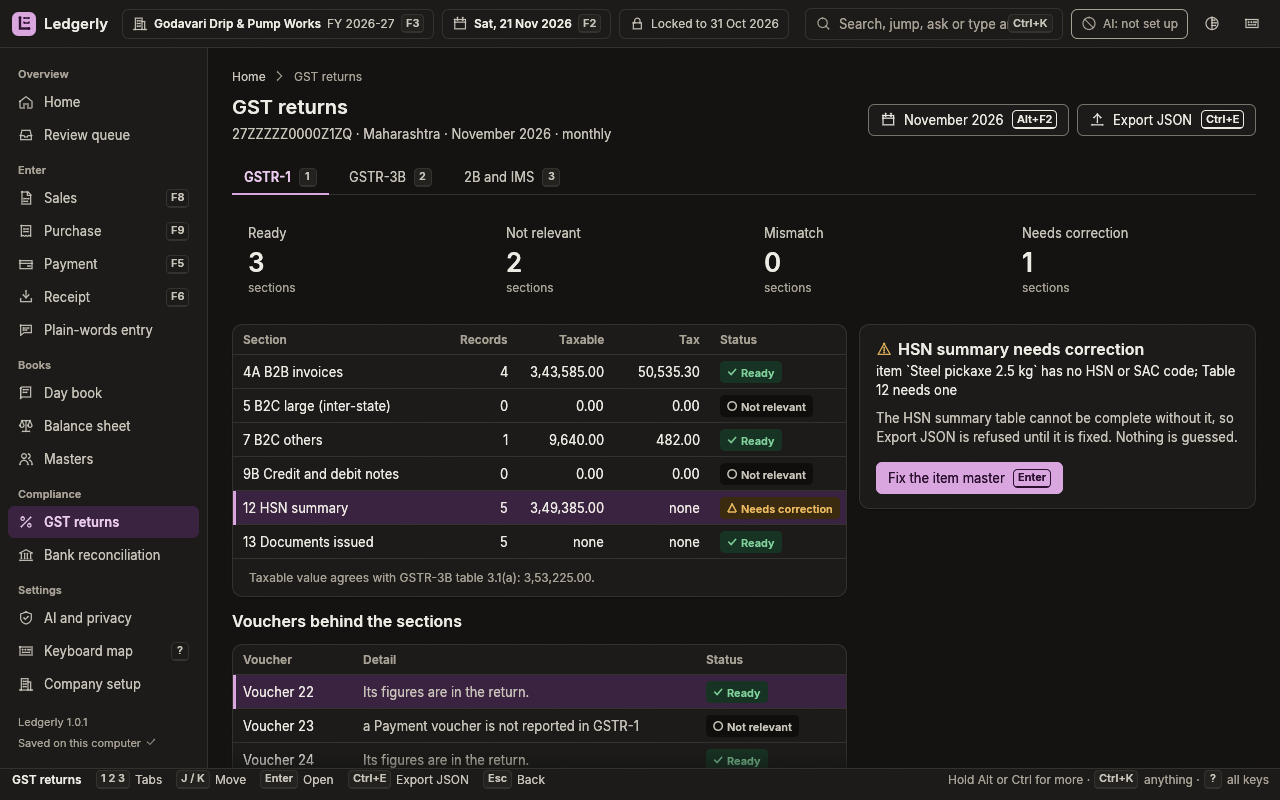 Ledgerly
Godavari Drip & Pump Works FY 2026-27 F3
Sat, 21 Nov 2026 F2
Locked to 31 Oct 2026
Search, jump, ask or type a Ctrl+K
AI: not set up
Overview
Home
Review queue
Enter
Sales F8
Purchase F9
Payment F5
Receipt F6
Plain-words entry
Books
Day book
Balance sheet
Masters
Compliance
GST returns
Bank reconciliation
Settings
AI and privacy
Keyboard map ?
Company setup
Ledgerly 1.0.1
Saved on this computer
Home GST returns
GST returns
27ZZZZZ0000Z1ZQ · Maharashtra · November 2026 · monthly
November 2026 Alt+F2
Export JSON Ctrl+E
GSTR-1 1
GSTR-3B 2
2B and IMS 3
Ready
3
sections
Not relevant
2
sections
Mismatch
0
sections
Needs correction
1
sections
Section Records Taxable Tax Status
4A B2B invoices 4 3,43,585.00 50,535.30 Ready
5 B2C large (inter-state) 0 0.00 0.00 Not relevant
7 B2C others 1 9,640.00 482.00 Ready
9B Credit and debit notes 0 0.00 0.00 Not relevant
12 HSN summary 5 3,49,385.00 none Needs correction
13 Documents issued 5 none none Ready
Taxable value agrees with GSTR-3B table 3.1(a): 3,53,225.00.
HSN summary needs correction
item `Steel pickaxe 2.5 kg` has no HSN or SAC code; Table
12 needs one
The HSN summary table cannot be complete without it, so
Export JSON is refused until it is fixed. Nothing is guessed.
Fix the item master Enter
Vouchers behind the sections
Voucher Detail Status
Voucher 22 Its figures are in the return. Ready
Voucher 23 a Payment voucher is not reported in GSTR-1 Not relevant
Voucher 24 Its figures are in the return. Ready
GST returns 1 2 3 Tabs J / K Move Enter Open Ctrl+E Export JSON Esc Back
Hold Alt or Ctrl for more · Ctrl+K anything · ? all keys